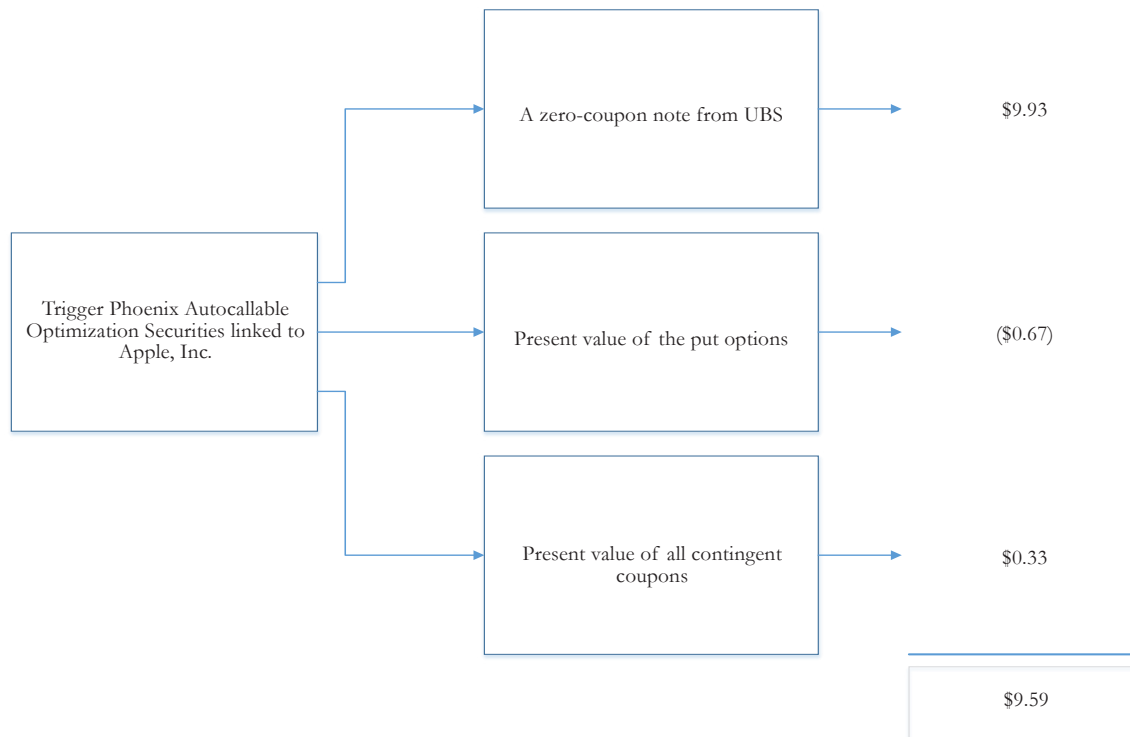 A zero-coupon note from UBS
$9.93
Trigger Phoenix Autocallable
Optimization Securities linked to
Apple, Inc.
Present value of the put options
($0.67)
Present value of all contingent
coupons
$0.33
$9.59